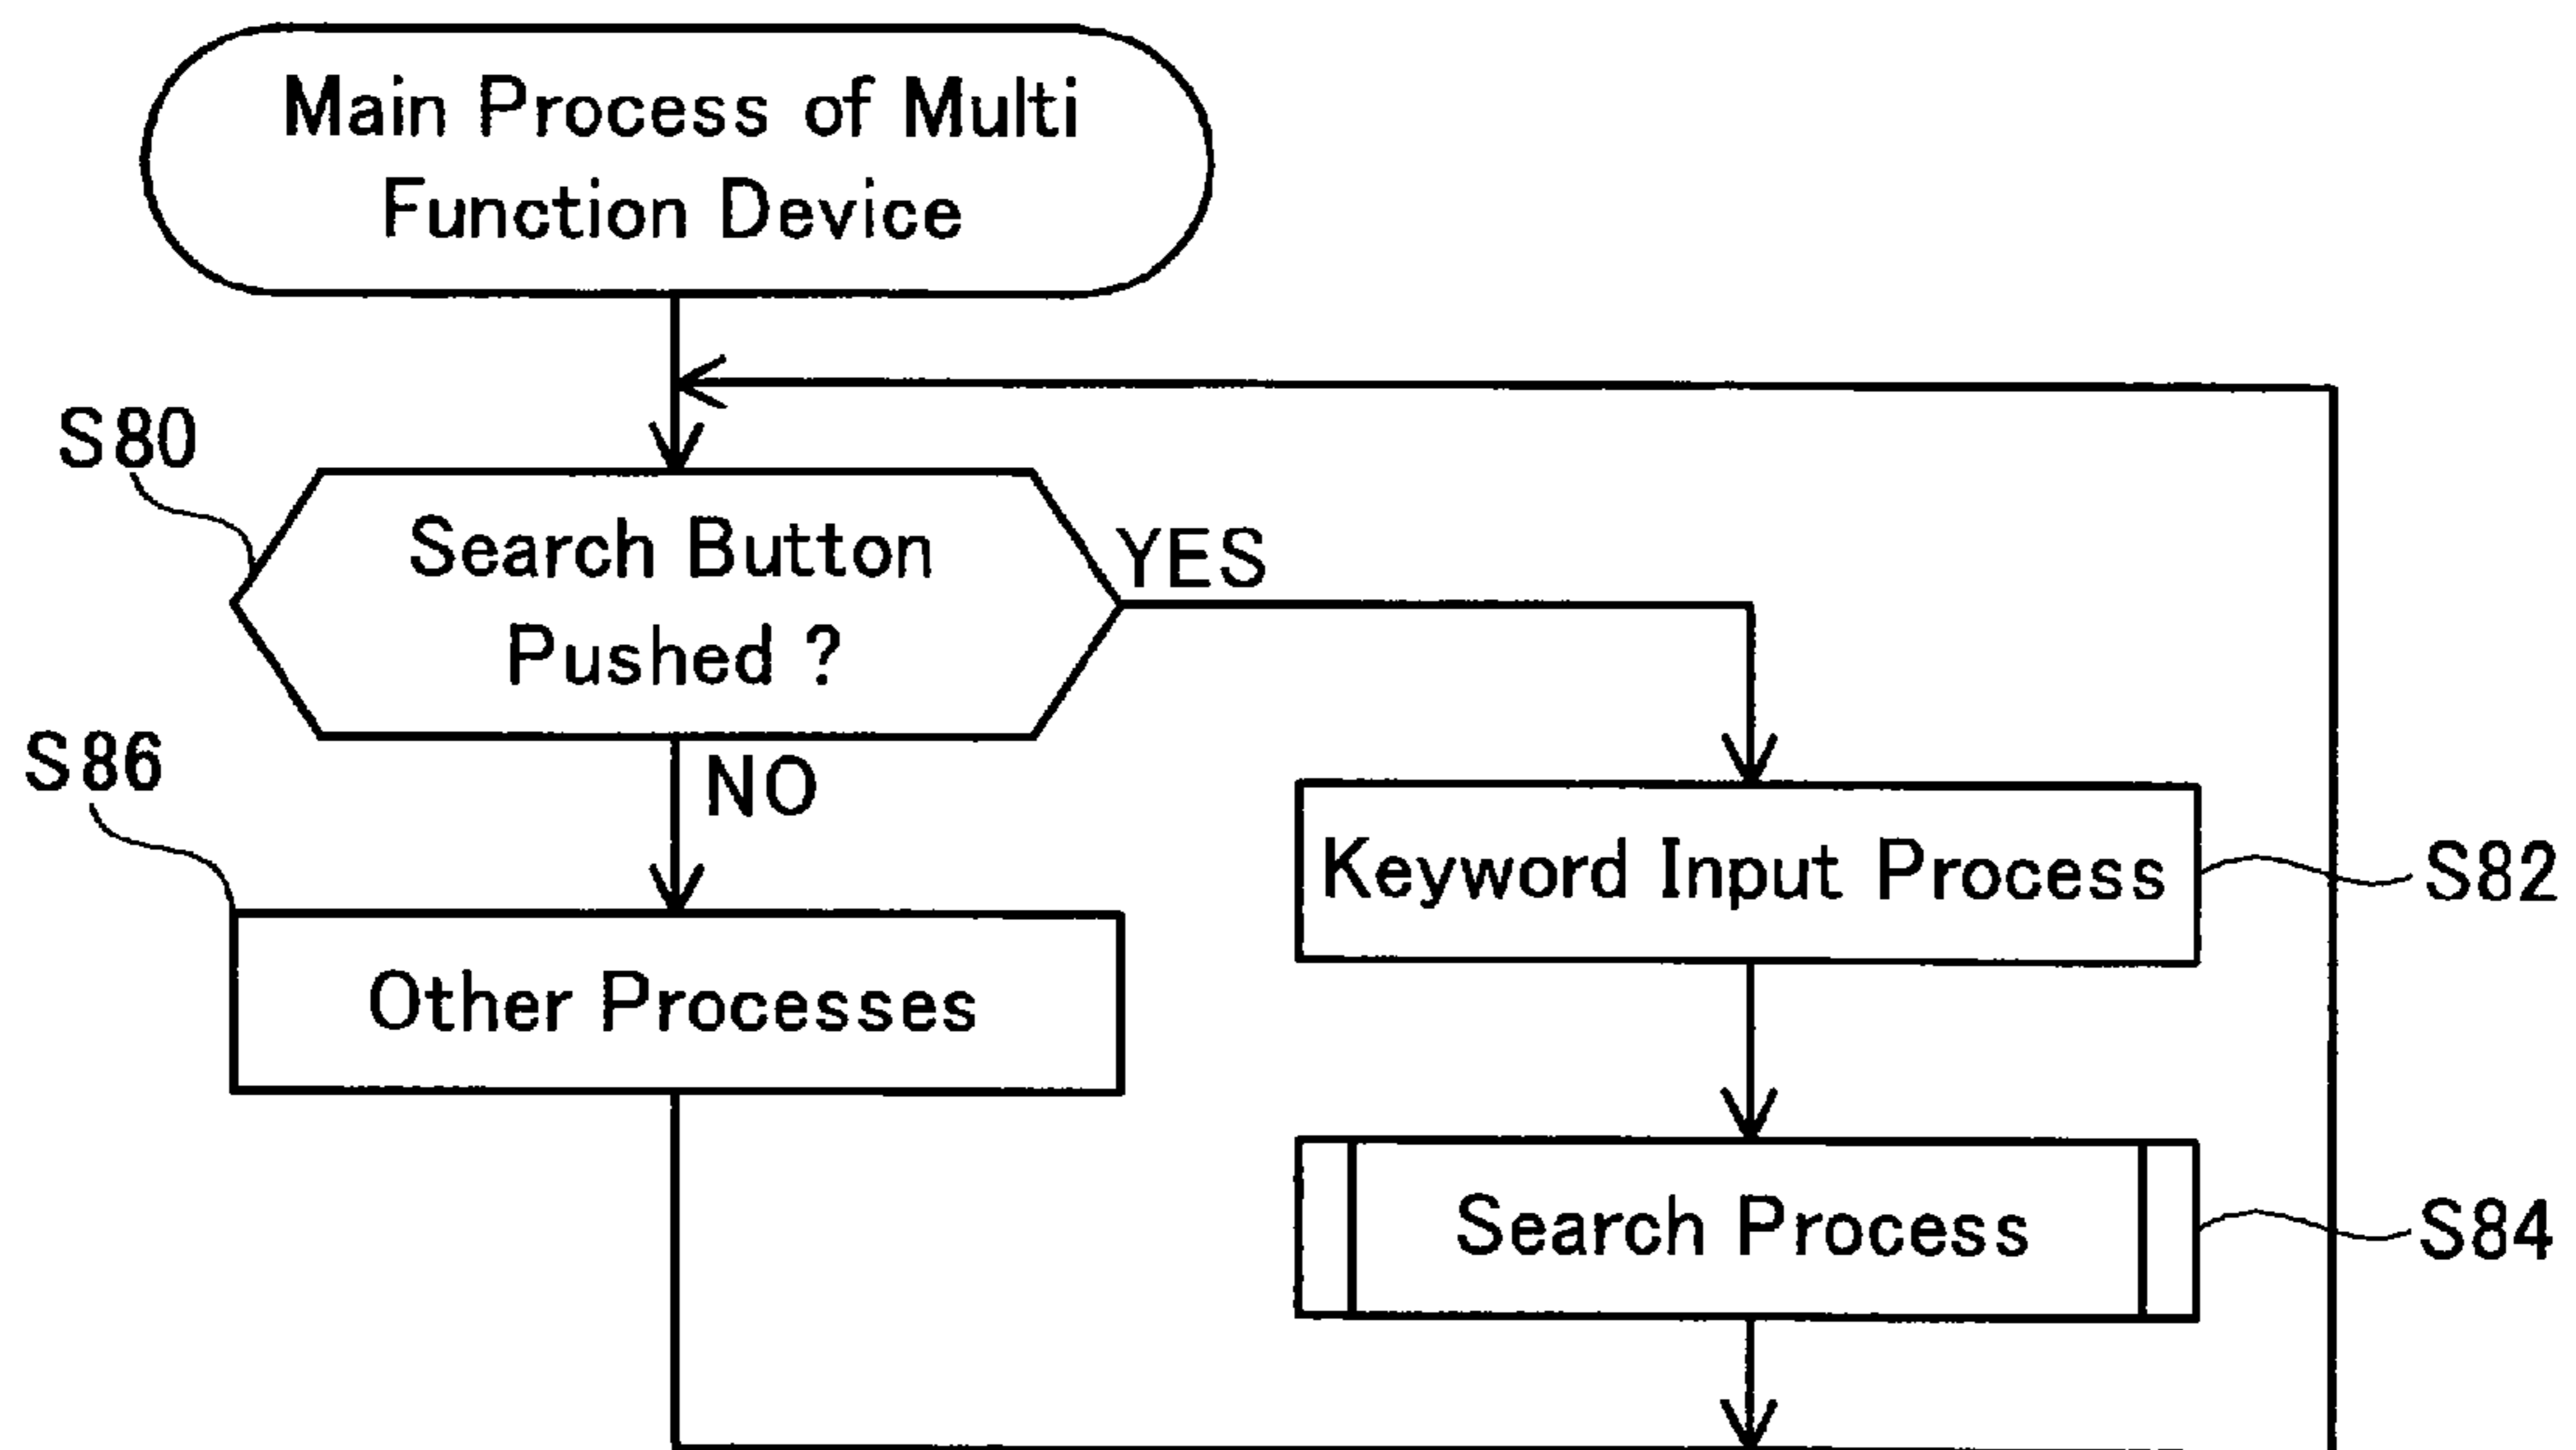 Main Process of Multi
Function Device
S80
Search Button
Pushed ?
YES
S86
NO
Keyword Input Process
S82
Other Processes
Search Process
S84